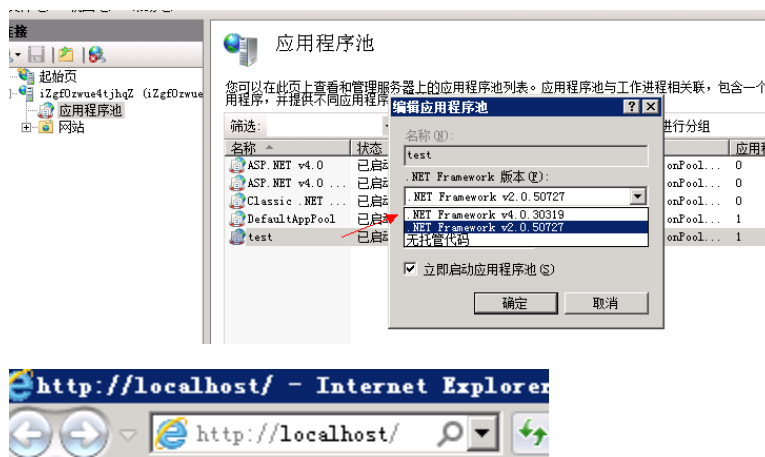 起始页
iZgf0zwue4tjhqZ (iZgf0zwue
应用程序池
网站
应用程序池
您可以在此页上查看和管理服务器上的应用程序池列表。应用程序池与工作进程相关联，包含一个
用程序，并提供不同应用程序
筛选:
进行分组
名称
状态
应用程
ASP.NET v4.0
已启
onPool...
0
ASP.NET v4.0 ...
已启
onPool...
0
Classic .NET ...
已启
onPool...
0
DefaultAppPool
已启
onPool...
1
test
已启
onPool...
1
编辑应用程序池
名称(N):
test
.NET Framework 版本(F):
.NET Framework v2.0.50727
.NET Framework v4.0.30319
.NET Framework v2.0.50727
无托管代码
立即启动应用程序池(S)
确定
取消
http://localhost/ - Internet Explorer
http://localhost/